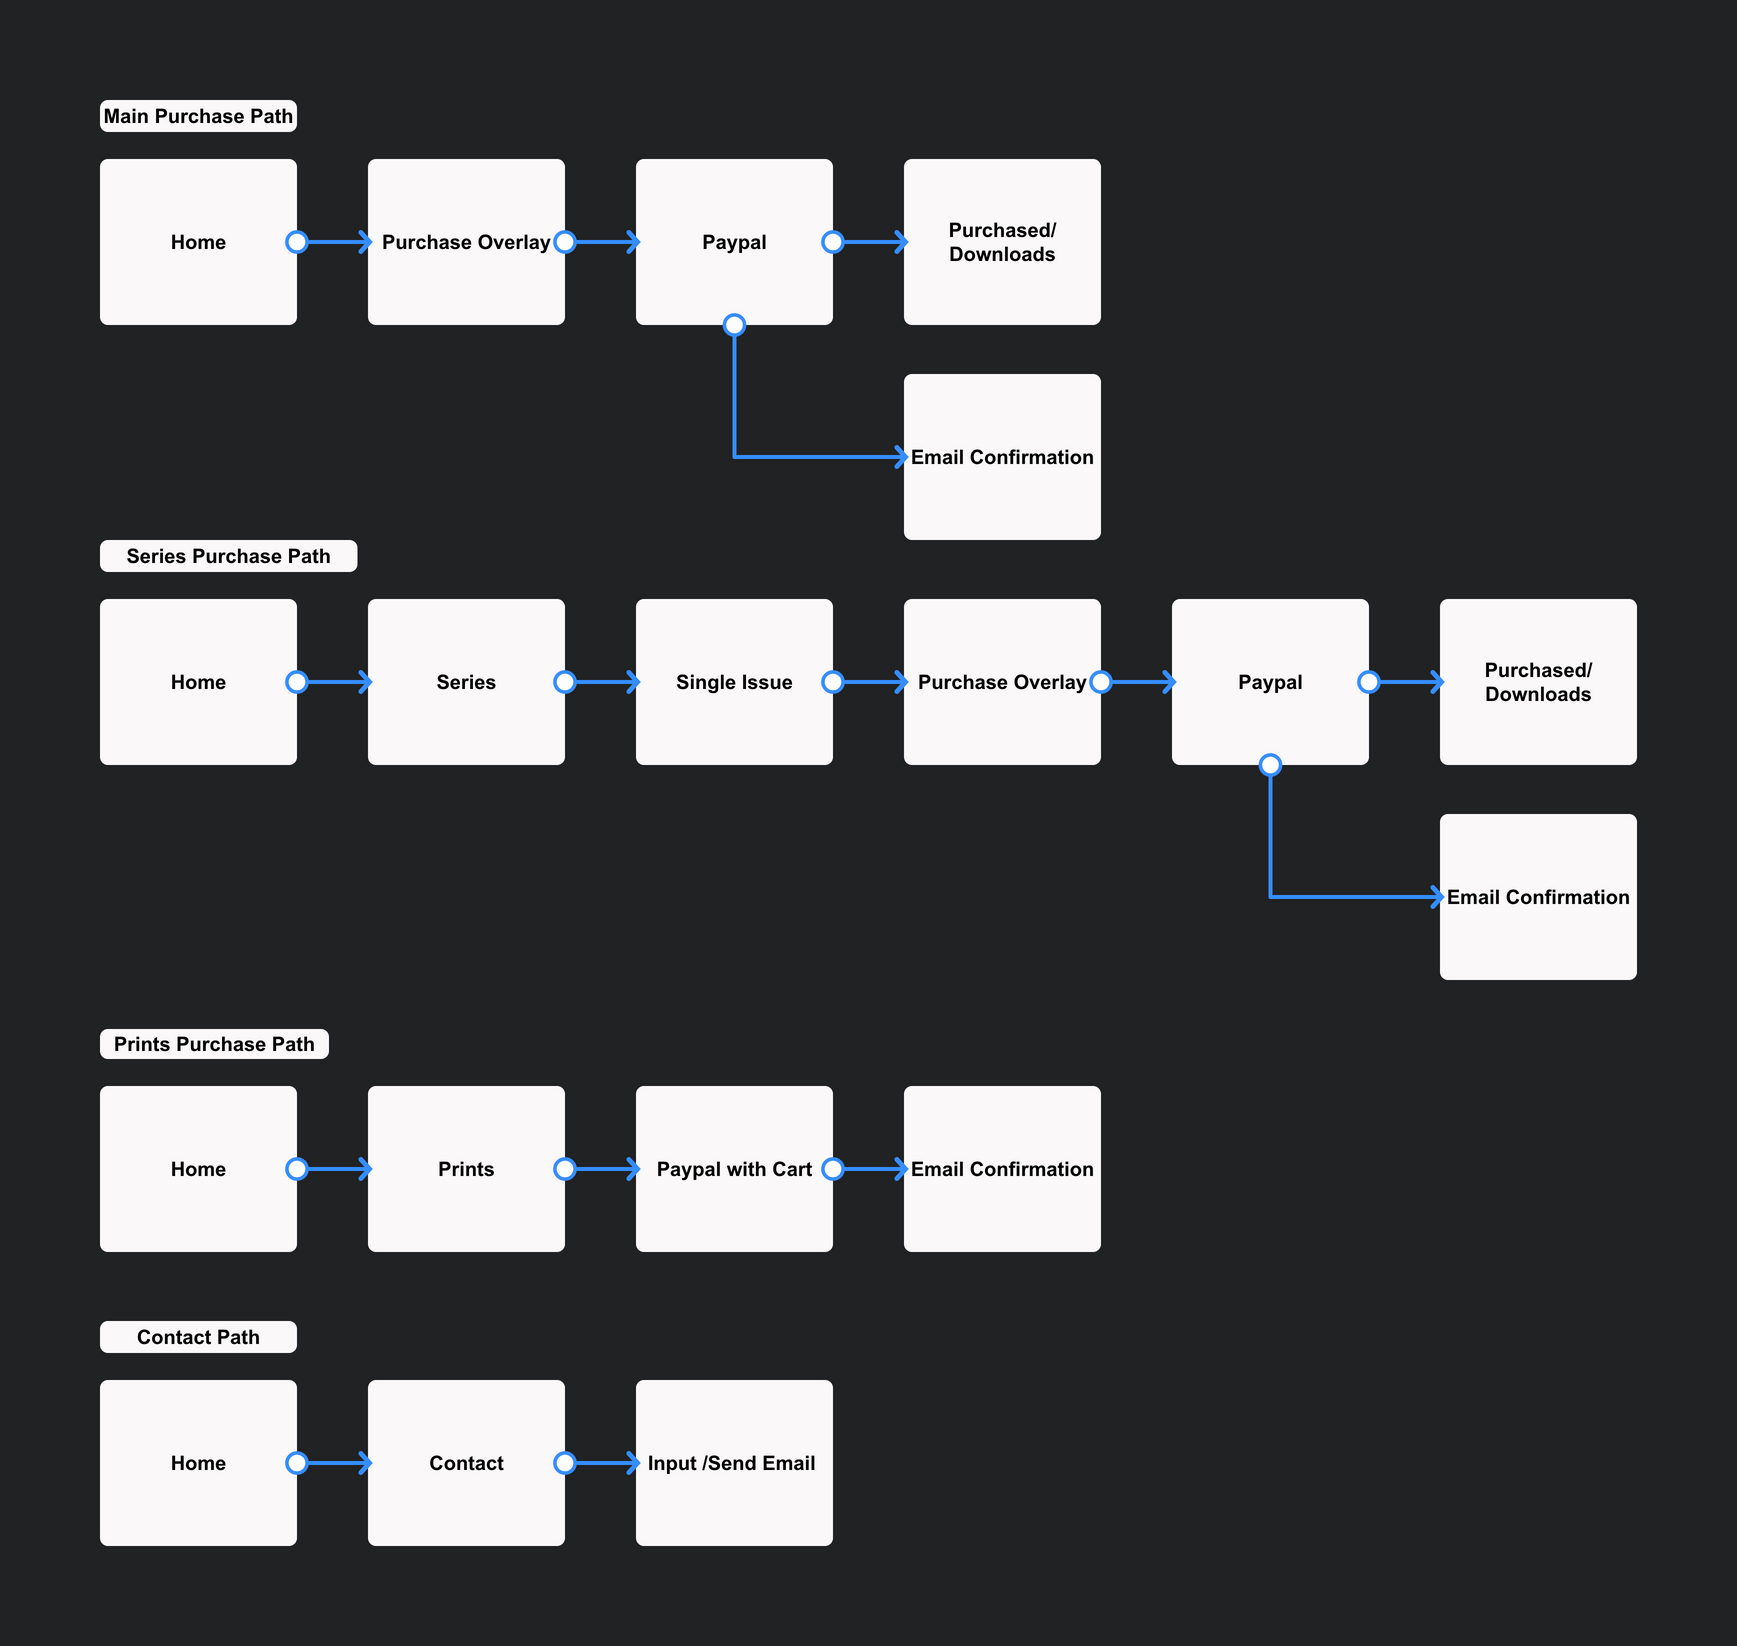 Main Purchase Path
Home
Purchase Overlay
Paypal
Purchased/
Downloads
Email Confirmation
Series Purchase Path
Home
Series
Single Issue
Purchase Overlay
Paypal
Purchased/
Downloads
Email Confirmation
Prints Purchase Path
Home
Prints
Paypal with Cart
Email Confirmation
Contact Path
Home
Contact
Input /Send Email